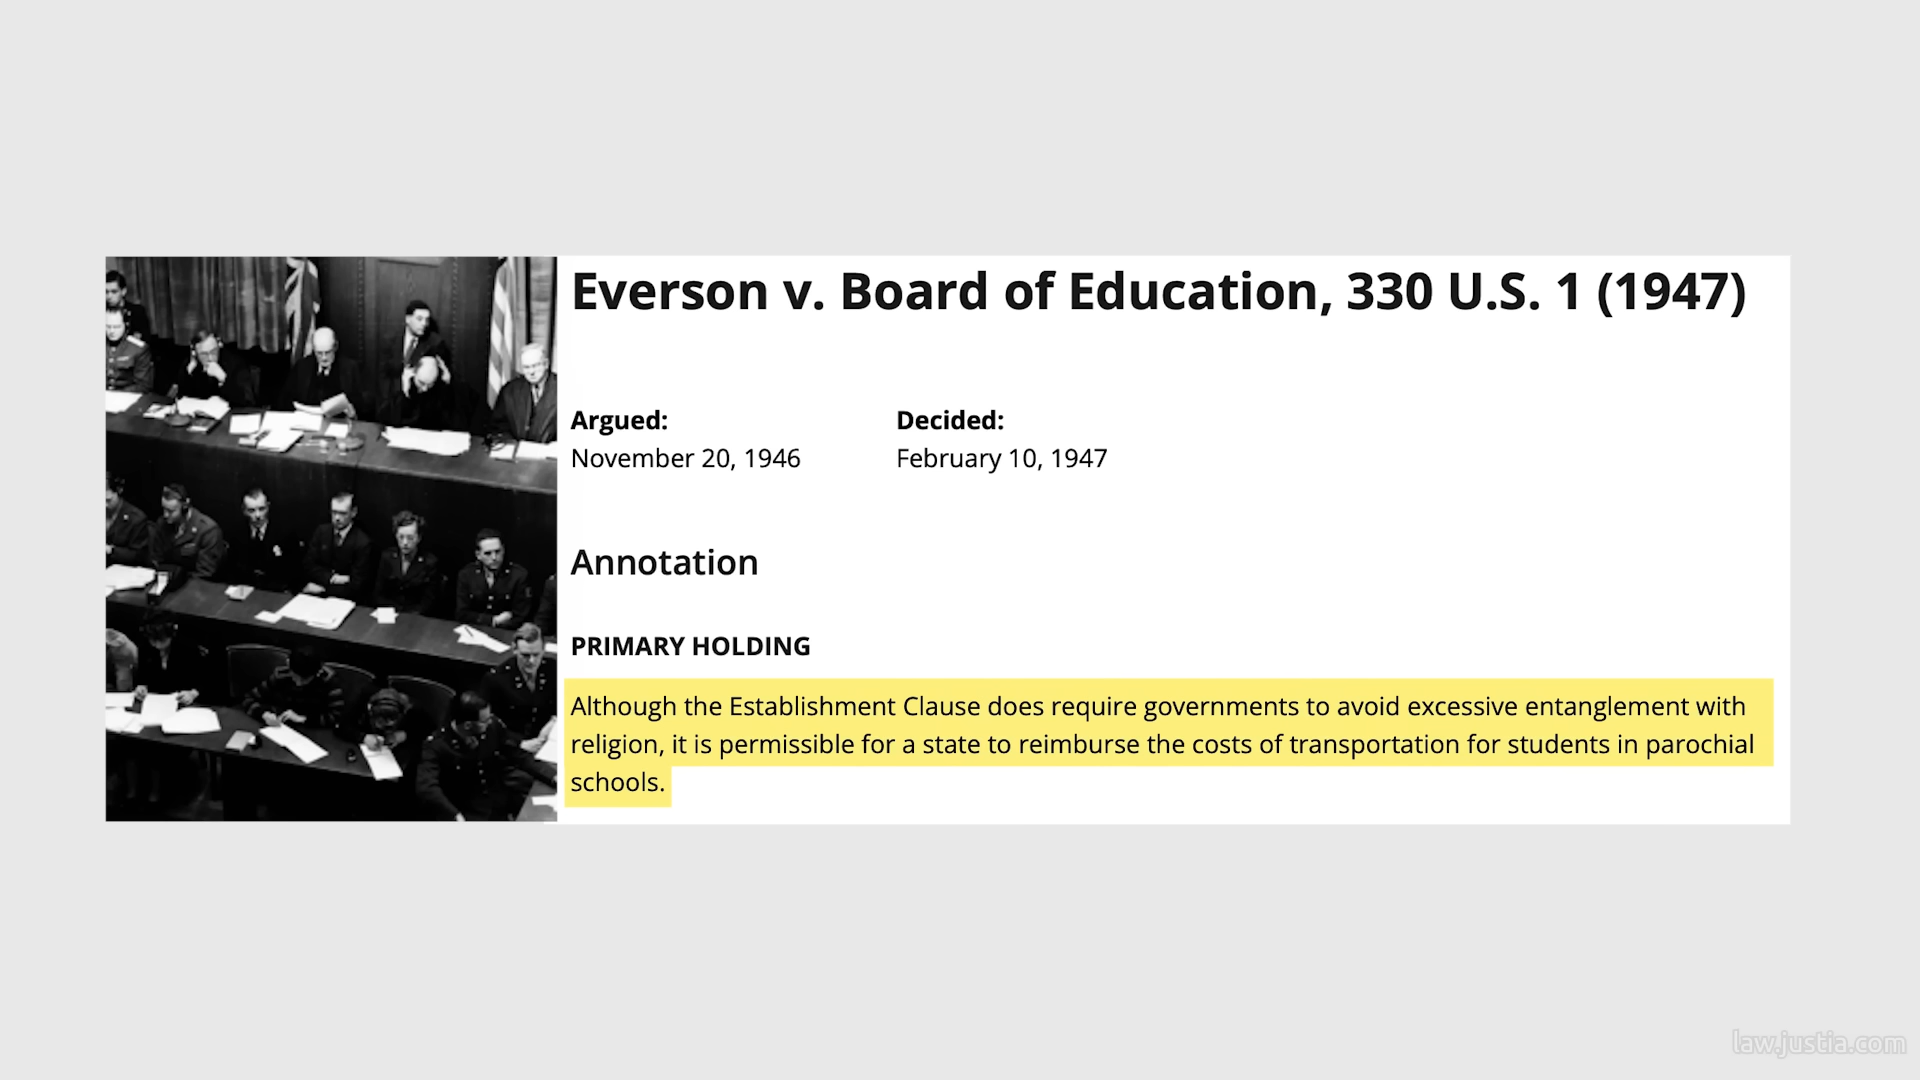 Everson v. Board of Education, 330 U.S. 1 (1947)
Argued:
November 20, 1946
Decided:
February 10, 1947
Annotation
PRIMARY HOLDING
Although the Establishment Clause does require governments to avoid excessive entanglement with
religion, it is permissible for a state to reimburse the costs of transportation for students in parochial
schools.
law.justia.com